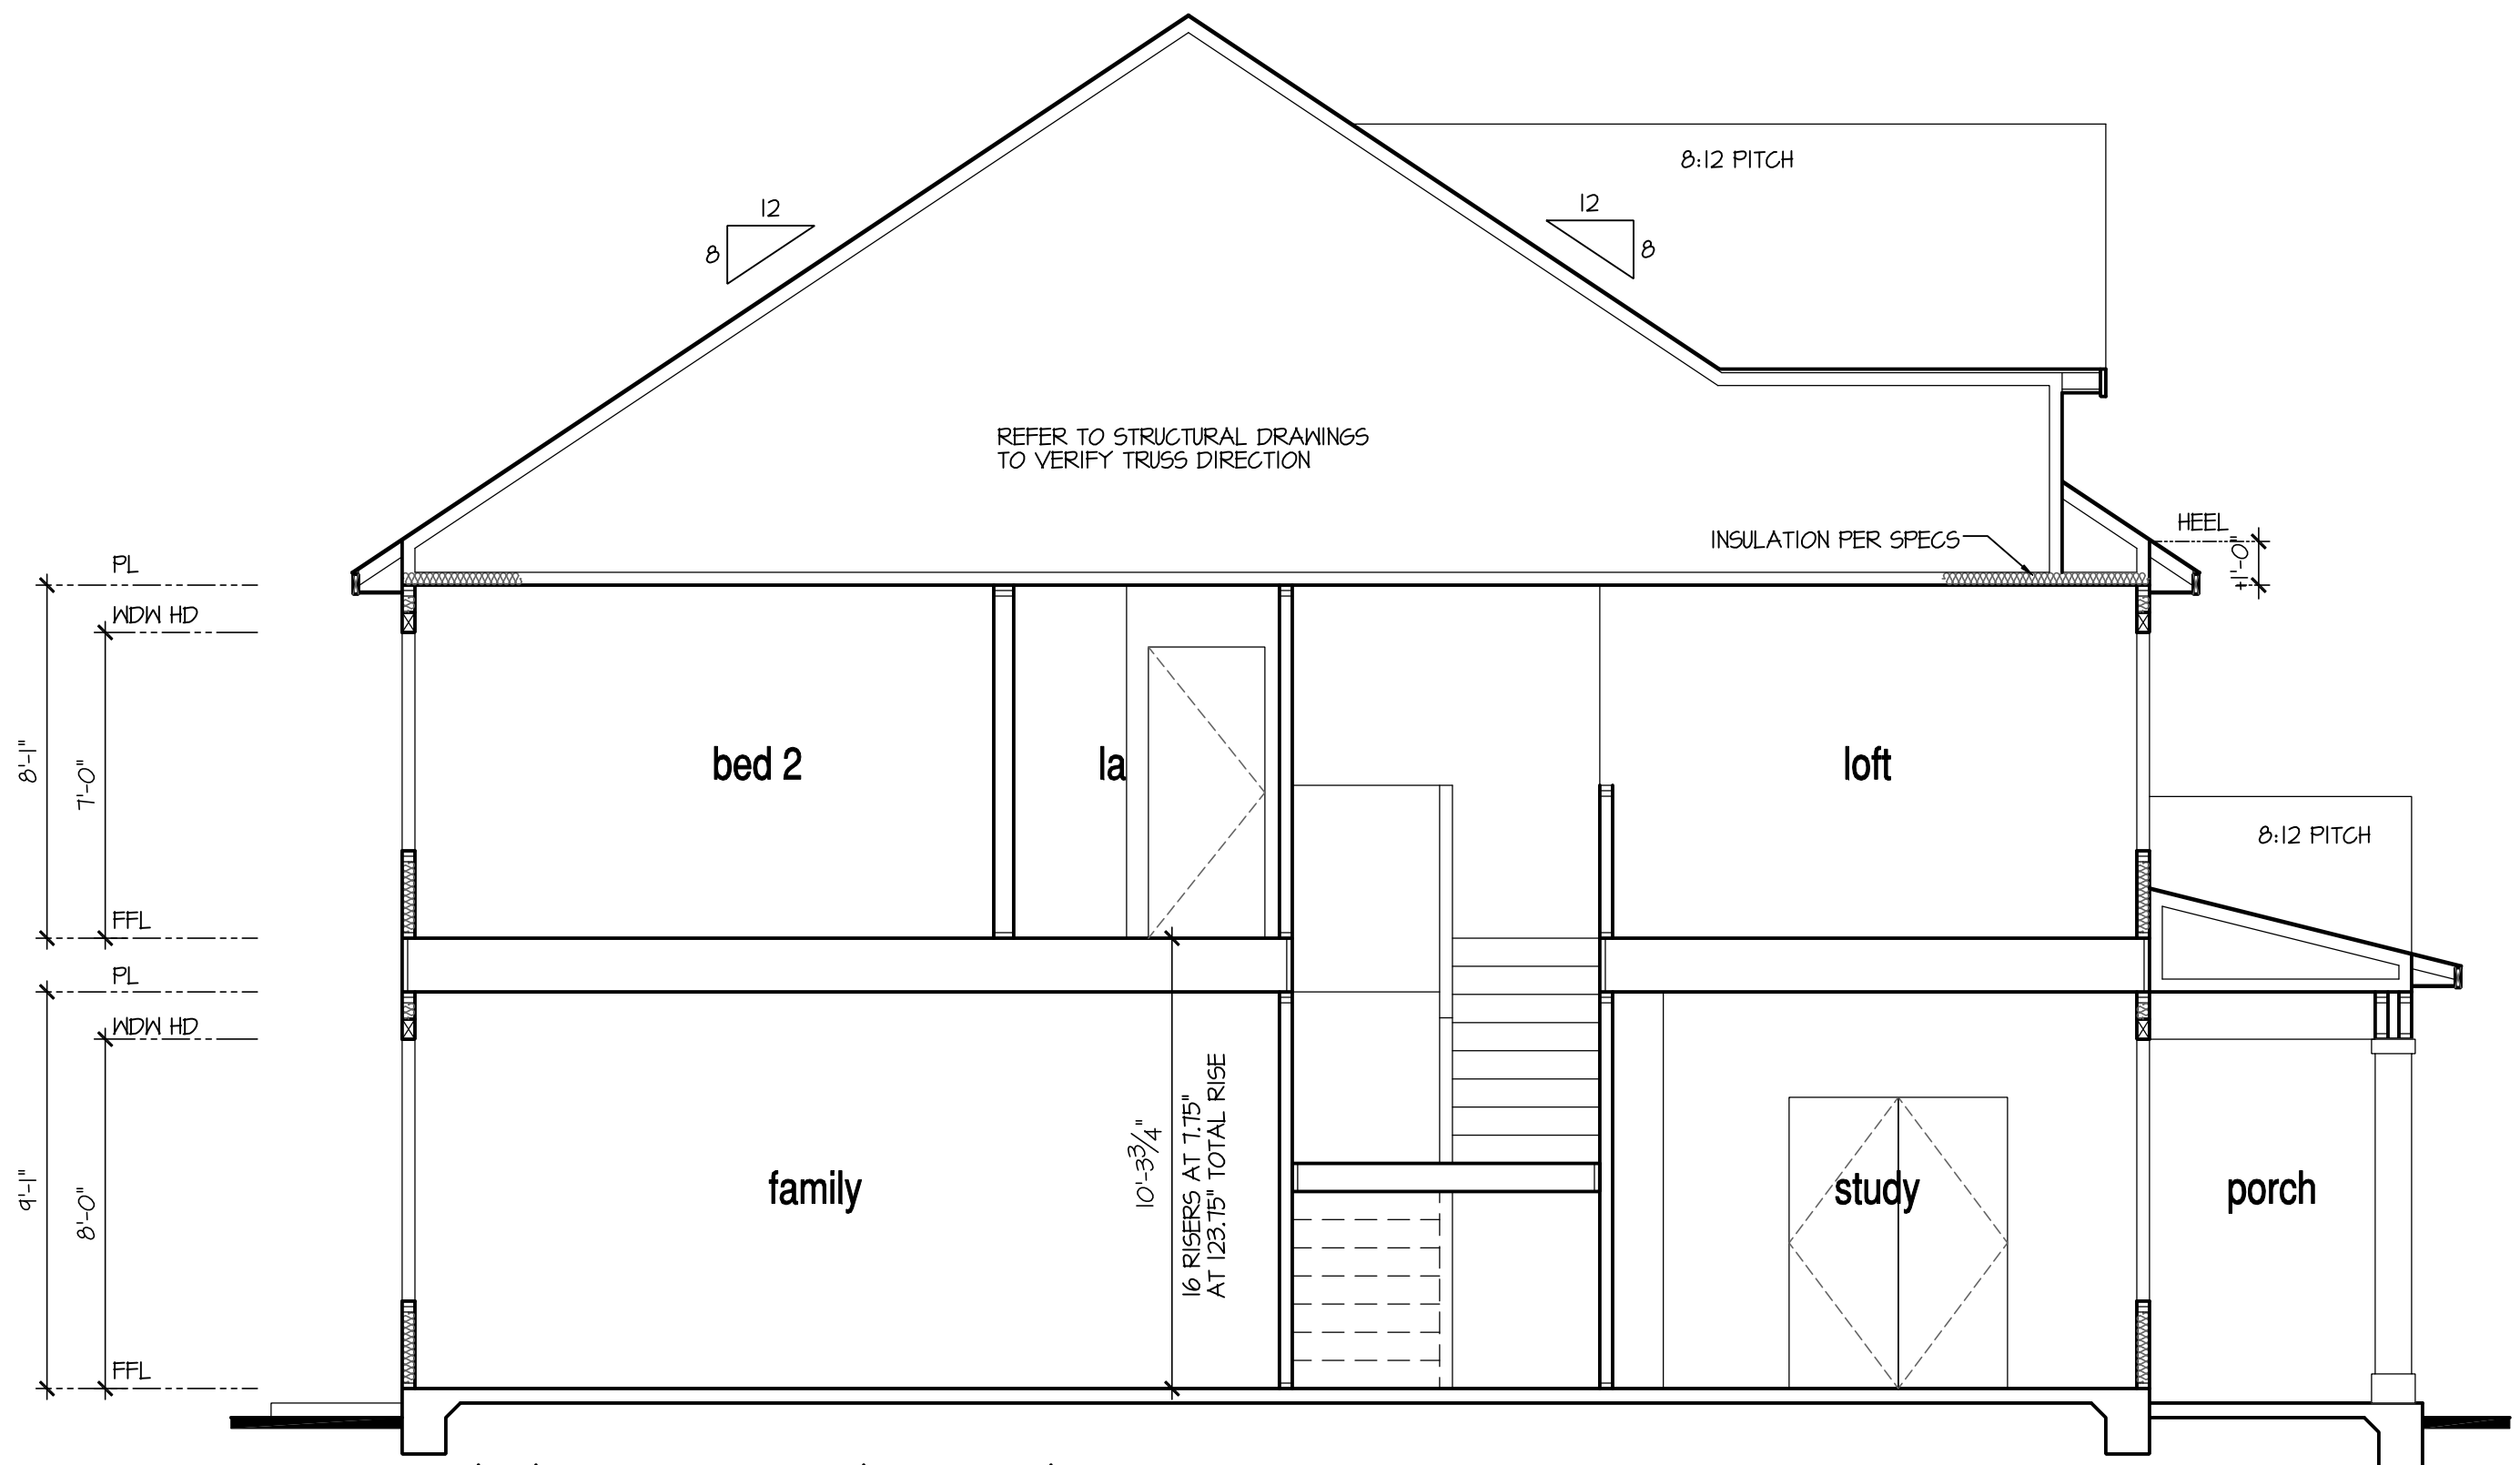 8:12 PITCH
12
8
12
8
REFER TO STRUCTURAL DRAWINGS
TO VERIFY TRUSS DIRECTION
INSULATION PER SPECS
HEEL
±1'-0"
PL
WDW HD
8'-1"
7'-0"
bed 2
la
loft
8:12 PITCH
FFL
PL
WDW HD
9'-1"
8'-0"
family
10'-3 3/4"
16 RISERS AT 7.75"
AT 123.75" TOTAL RISE
study
porch
FFL